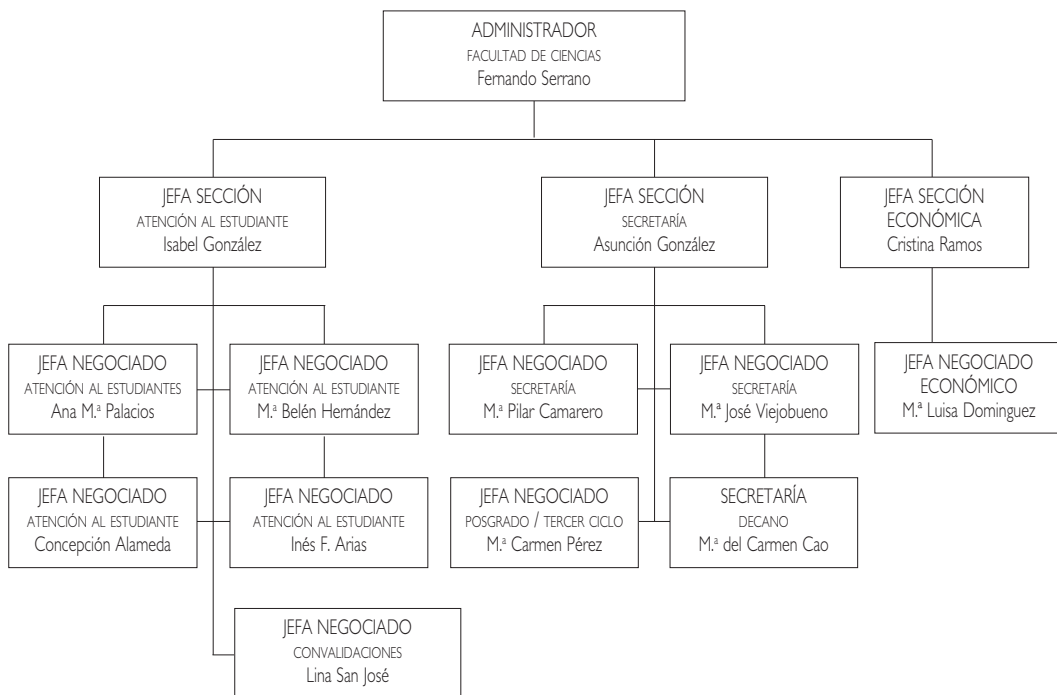 ADMINISTRADOR
FACULTAD DE CIENCIAS
Fernando Serrano
JEFA SECCIÓN
ATENCIÓN AL ESTUDIANTE
Isabel González
JEFA SECCIÓN
SECRETARÍA
Asunción González
JEFA SECCIÓN
ECONÓMICA
Cristina Ramos
JEFA NEGOCIADO
ATENCIÓN AL ESTUDIANTES
Ana M.ª Palacios
JEFA NEGOCIADO
ATENCIÓN AL ESTUDIANTE
M.ª Belén Hernández
JEFA NEGOCIADO
SECRETARÍA
M.ª Pilar Camarero
JEFA NEGOCIADO
SECRETARÍA
M.ª José Viejobueno
JEFA NEGOCIADO
ECONÓMICO
M.ª Luisa Dominguez
JEFA NEGOCIADO
ATENCIÓN AL ESTUDIANTE
Concepción Alameda
JEFA NEGOCIADO
ATENCIÓN AL ESTUDIANTE
Inés F. Arias
JEFA NEGOCIADO
POSGRADO / TERCER CICLO
M.ª Carmen Pérez
SECRETARÍA
DECANO
M.ª del Carmen Cao
JEFA NEGOCIADO
CONVALIDACIONES
Lina San José